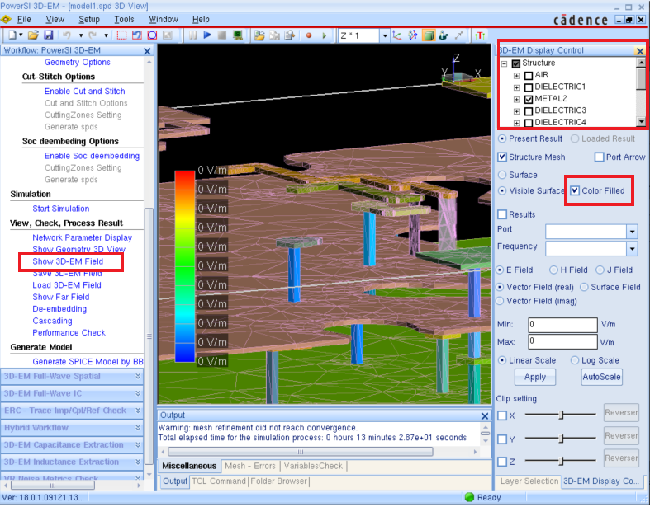 PowerSI 3D-EM - [model1.spc 3D View]
File View Setup Tools Window Help
cādence
Z * 1
Workflow: PowerSI 3D-EM
Geometry Options
Cut-Stitch Options
Enable Cut and Stitch
Cut and Stitch Options
CuttingZones Setting
Generate spcs
Soc deembeding Options
Enable Soc deembedding
CuttingZones Setting
Generate spcs
Simulation
Start Simulation
View, Check, Process Result
Network Parameter Display
Show Geometry 3D View
Show 3D-EM Field
Save 3D-EM Field
Load 3D-EM Field
Show Far Field
De-embedding
Cascading
Performance Check
Generate Model
Generate SPICE Model by BB
3D-EM Full-Wave Spatial
3D-EM Full-Wave IC
ERC - Trace Imp/Cpl/Ref Check
Hybrid Workflow
3D-EM Capacitance Extraction
3D-EM Inductance Extraction
0 V/m
0 V/m
0 V/m
0 V/m
0 V/m
0 V/m
0 V/m
0 V/m
0 V/m
0 V/m
0 V/m
Y
X
Z
Output
Warning: mesh refinement did not reach convergence.
Total elapsed time for the simulation process: 0 hours 13 minutes 2.87e+01 seconds
Miscellaneous Mesh - Errors VariablesCheck
Output TCL Command Folder Browser
3D-EM Display Control
Structure
AIR
DIELECTRIC1
METAL2
DIELECTRIC3
DIELECTRIC4
Present Result Loaded Result
Structure Mesh Port Arrow
Surface
Visible Surface Color Filled
Results
Port
Frequency
E Field H Field J Field
Vector Field (real) Surface Field
Vector Field (imag)
Min: 0 V/m
Max: 0 V/m
Linear Scale Log Scale
Apply AutoScale
Clip setting
X Reverser
Y Reverser
Z Reverser
Layer Selection 3D-EM Display Co...
Ready